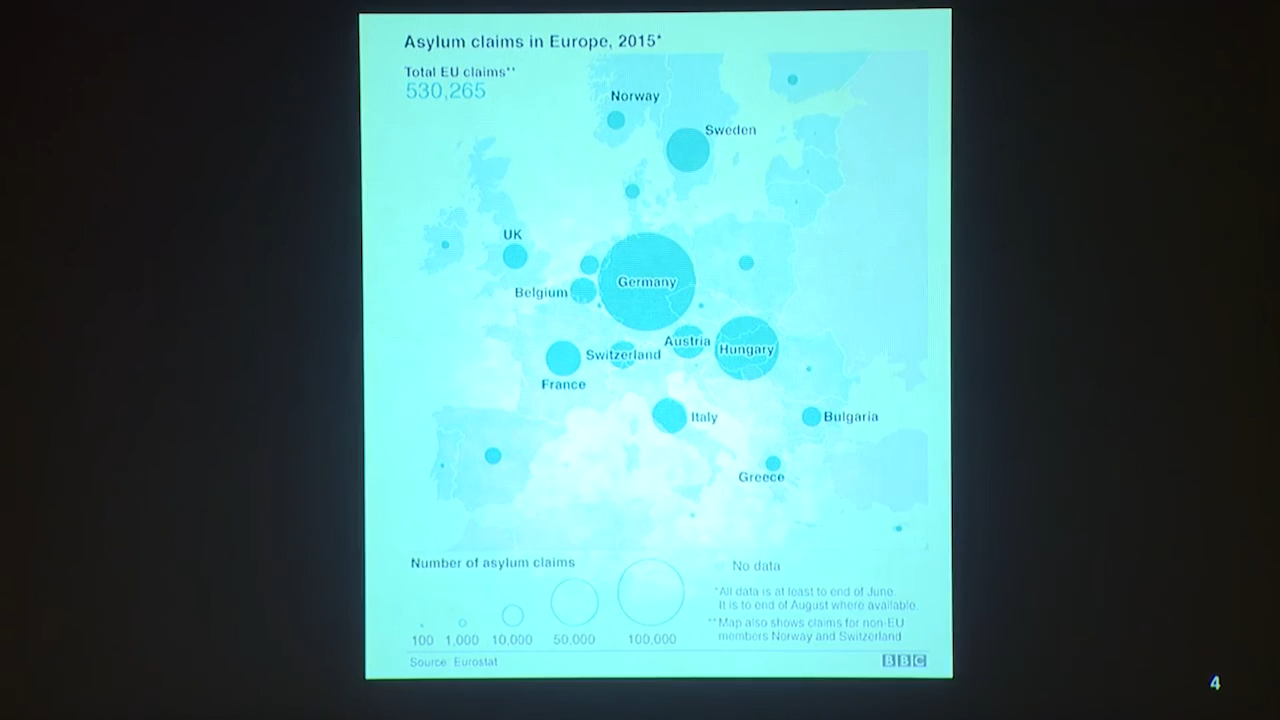 Asylum claims in Europe, 2015*
Total EU claims**
530,265
Norway
Sweden
UK
Germany
Belgium
Austria
Hungary
Switzerland
France
Italy
Bulgaria
Greece
Number of asylum claims
No data
100
1,000
10,000
50,000
100,000
*All data is at least to end of June.
It is to end of August where available.
**Map also shows claims for non-EU
members Norway and Switzerland
Source: Eurostat
BBC
4